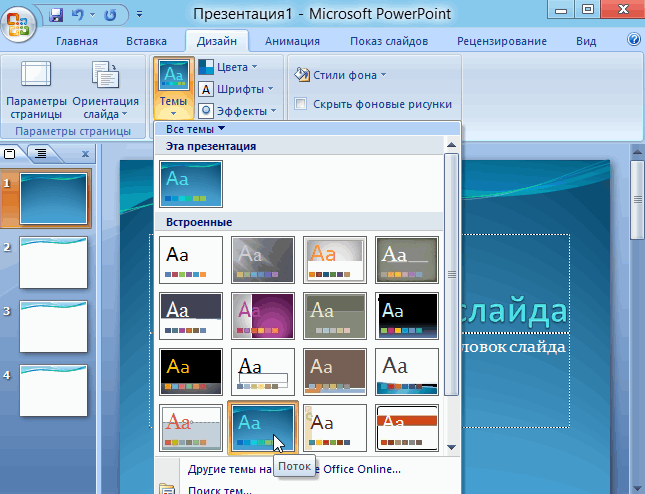 Презентация1 - Microsoft PowerPoint
Главная Вставка Дизайн Анимация Показ слайдов Рецензирование Вид
Параметры страницы
Ориентация слайда
Параметры страницы
Aa
Темы
Цвета
A Шрифты
Эффекты
Стили фона
Скрыть фоновые рисунки
Все темы
Эта презентация
Aa
Встроенные
Aa Aa Aa Aa
Aa Aa Aa Aa
Aa Aa Aa Aa
Aa Aa Aa Aa
Поток
Другие темы на Office Online...
Поиск тем...
1
2
3
4
слайда
слайда